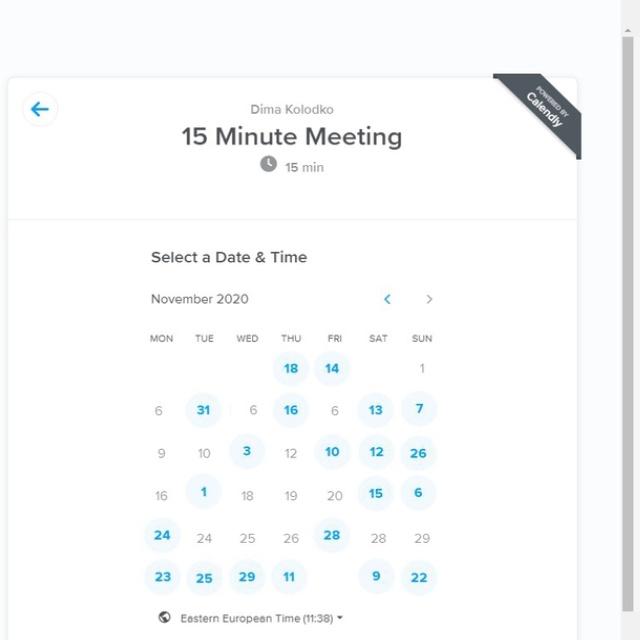 POWERED BY
Calendly
Dima Kolodko
15 Minute Meeting
15 min
Select a Date & Time
November 2020
MON TUE WED THU FRI SAT SUN
18 14 1
6 31 6 16 6 13 7
9 10 3 12 10 12 26
16 1 18 19 20 15 6
24 24 25 26 28 28 29
23 25 29 11 9 22
Eastern European Time (11:38)